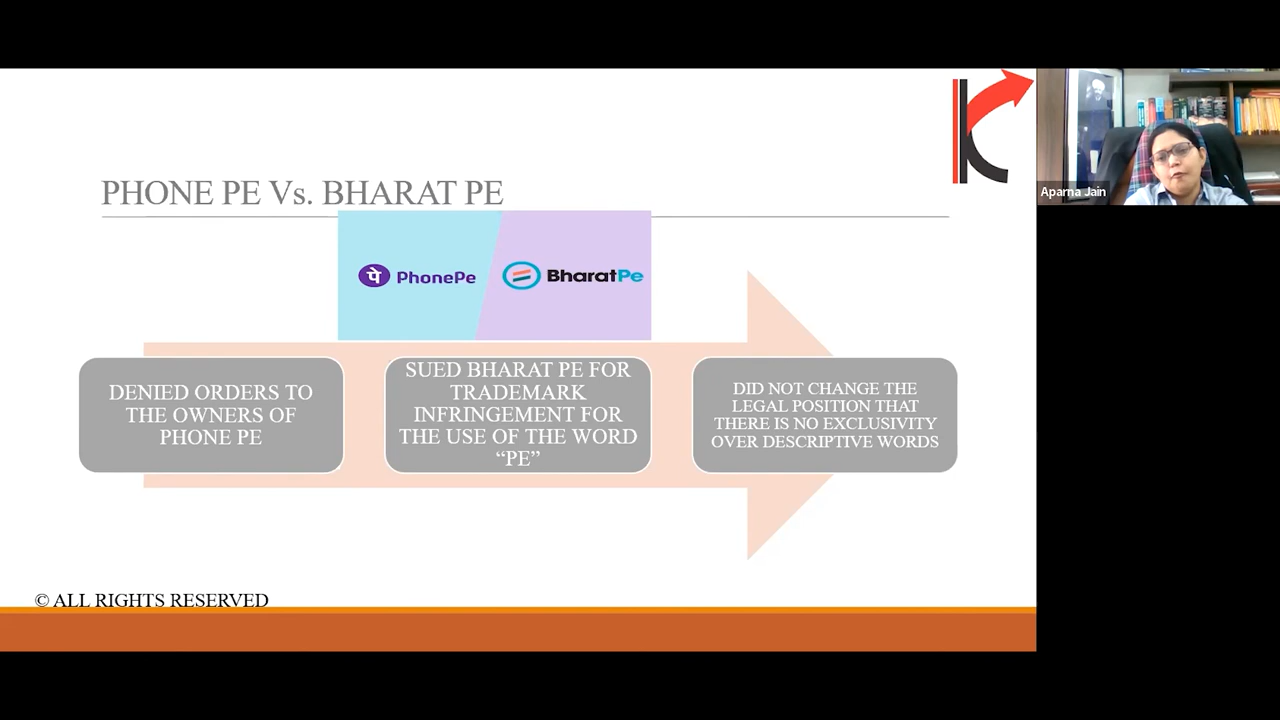 PHONE PE Vs. BHARAT PE
पे PhonePe
BharatPe
DENIED ORDERS TO
THE OWNERS OF
PHONE PE
SUED BHARAT PE FOR
TRADEMARK
INFRINGEMENT FOR
THE USE OF THE WORD
“PE”
DID NOT CHANGE THE
LEGAL POSITION THAT
THERE IS NO EXCLUSIVITY
OVER DESCRIPTIVE WORDS
© ALL RIGHTS RESERVED
Aparna Jain